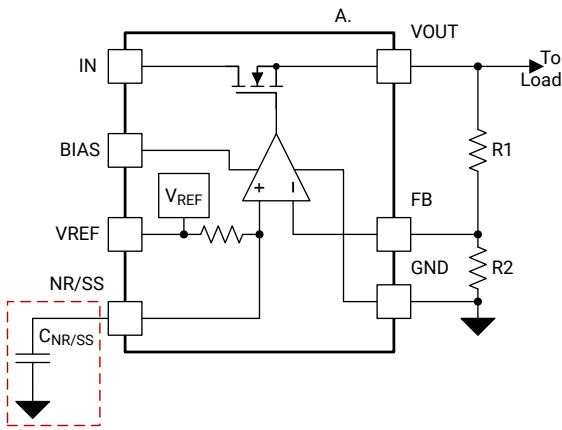 A.
VOUT
IN
To
Load
BIAS
R1
VREF
+
–
FB
VREF
NR/SS
GND
R2
CNR/SS